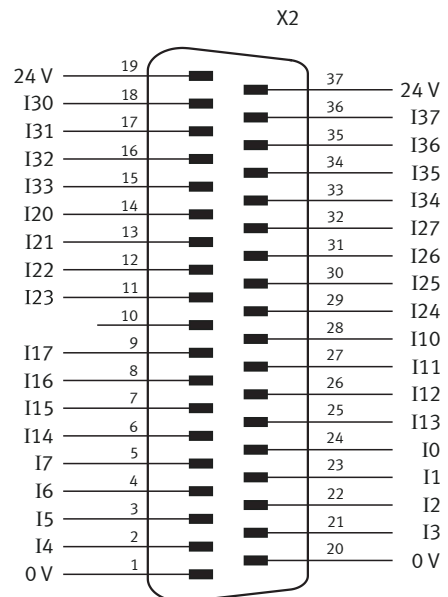 X2
24 V 19
37 24 V
I30 18
36 I37
I31 17
35 I36
I32 16
34 I35
I33 15
33 I34
I20 14
32 I27
I21 13
31 I26
I22 12
30 I25
I23 11
29 I24
10
28 I10
I17 9
27 I11
I16 8
26 I12
I15 7
25 I13
I14 6
24 I0
I7 5
23 I1
I6 4
22 I2
I5 3
21 I3
I4 2
20 0 V
0 V 1